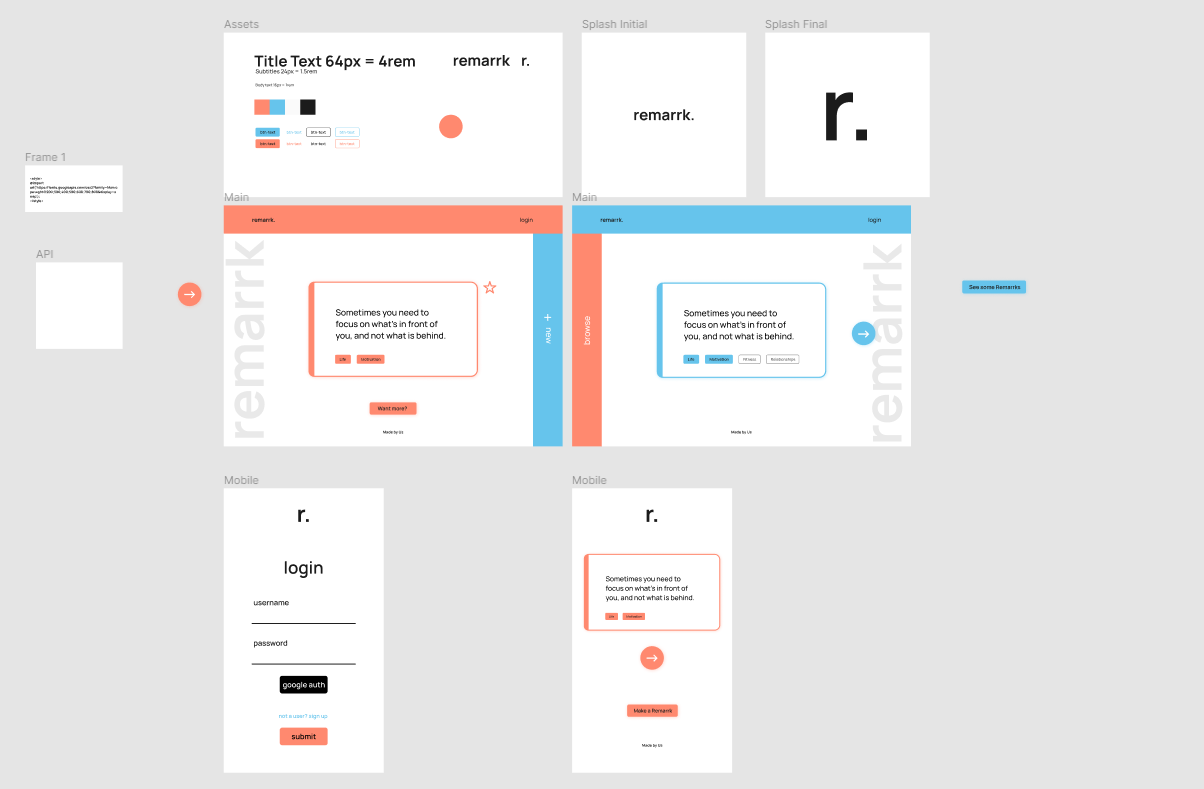 Assets
Title Text 64px = 4rem
Subtitles 24px = 1.5rem
Body text 16px = 1rem
remarrk r.
btn-text btn-text btn-text btn-text
btn-text btn-text btn-text btn-text
Splash Initial
remarrk.
Splash Final
r.
Frame 1
<style>
@import
</style>
API
Main
remarrk.
login
remarrk
Sometimes you need to
focus on what's in front of
you, and not what is behind.
Life Motivation
Want more?
Made by Us
+ new
Main
remarrk.
login
browse
Sometimes you need to
focus on what's in front of
you, and not what is behind.
Life Motivation Fitness Relationships
remarrk
Made by Us
See some Remarrks
Mobile
r.
login
username
password
google auth
not a user? sign up
submit
Mobile
r.
Sometimes you need to
focus on what's in front of
you, and not what is behind.
Life Motivation
Make a Remarrk
Made by Us